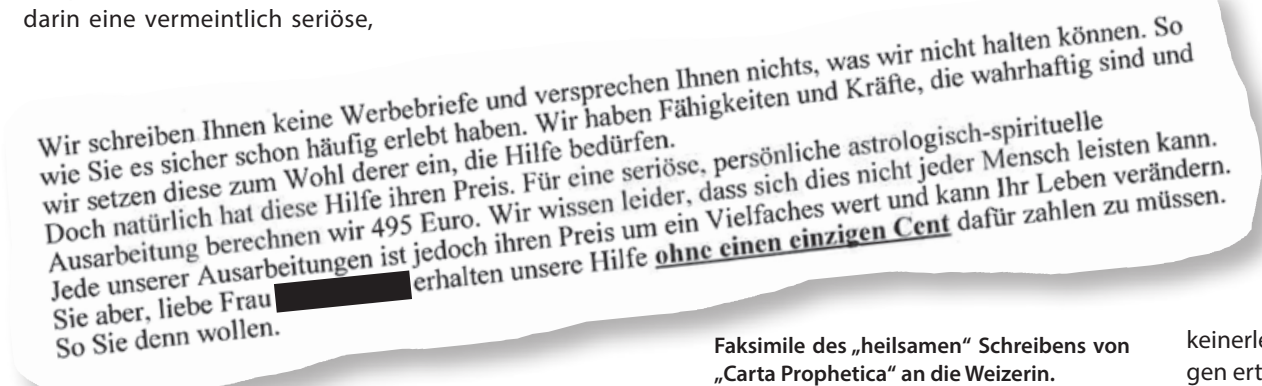 darin eine vermeintlich seriöse,
Wir schreiben Ihnen keine Werbebriefe und versprechen Ihnen nichts, was wir nicht halten können. So
wie Sie es sicher schon häufig erlebt haben. Wir haben Fähigkeiten und Kräfte, die wahrhaftig sind und
wir setzen diese zum Wohl derer ein, die Hilfe bedürfen.
Doch natürlich hat diese Hilfe ihren Preis. Für eine seriöse, persönliche astrologisch-spirituelle
Ausarbeitung berechnen wir 495 Euro. Wir wissen leider, dass sich dies nicht jeder Mensch leisten kann.
Jede unserer Ausarbeitungen ist jedoch ihren Preis um ein Vielfaches wert und kann Ihr Leben verändern.
Sie aber, liebe Frau erhalten unsere Hilfe ohne einen einzigen Cent dafür zahlen zu müssen.
So Sie denn wollen.
Faksimile des „heilsamen“ Schreibens von
„Carta Prophetica“ an die Weizerin.
keinerle
gen ert